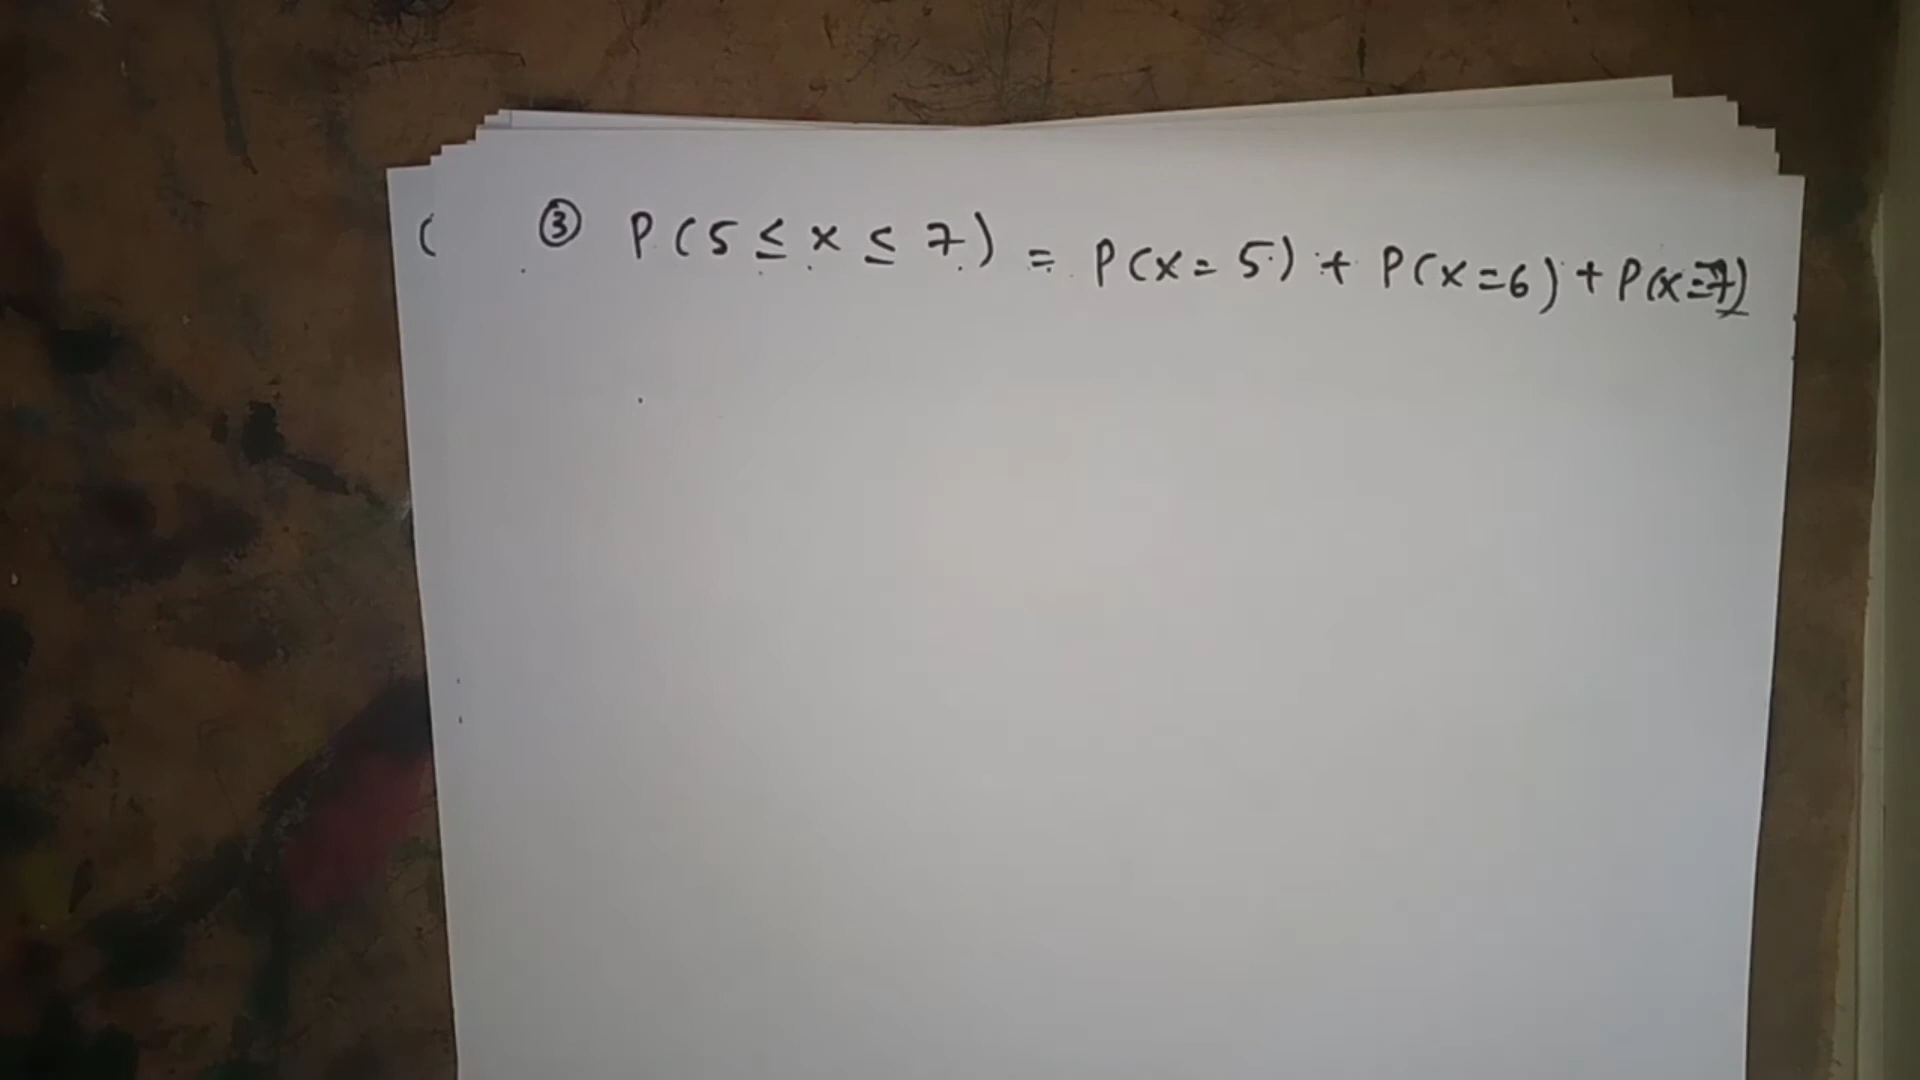 ( ③ P(5 ≤ x ≤ 7) = P(x = 5) + P(x = 6) + P(x = 7)